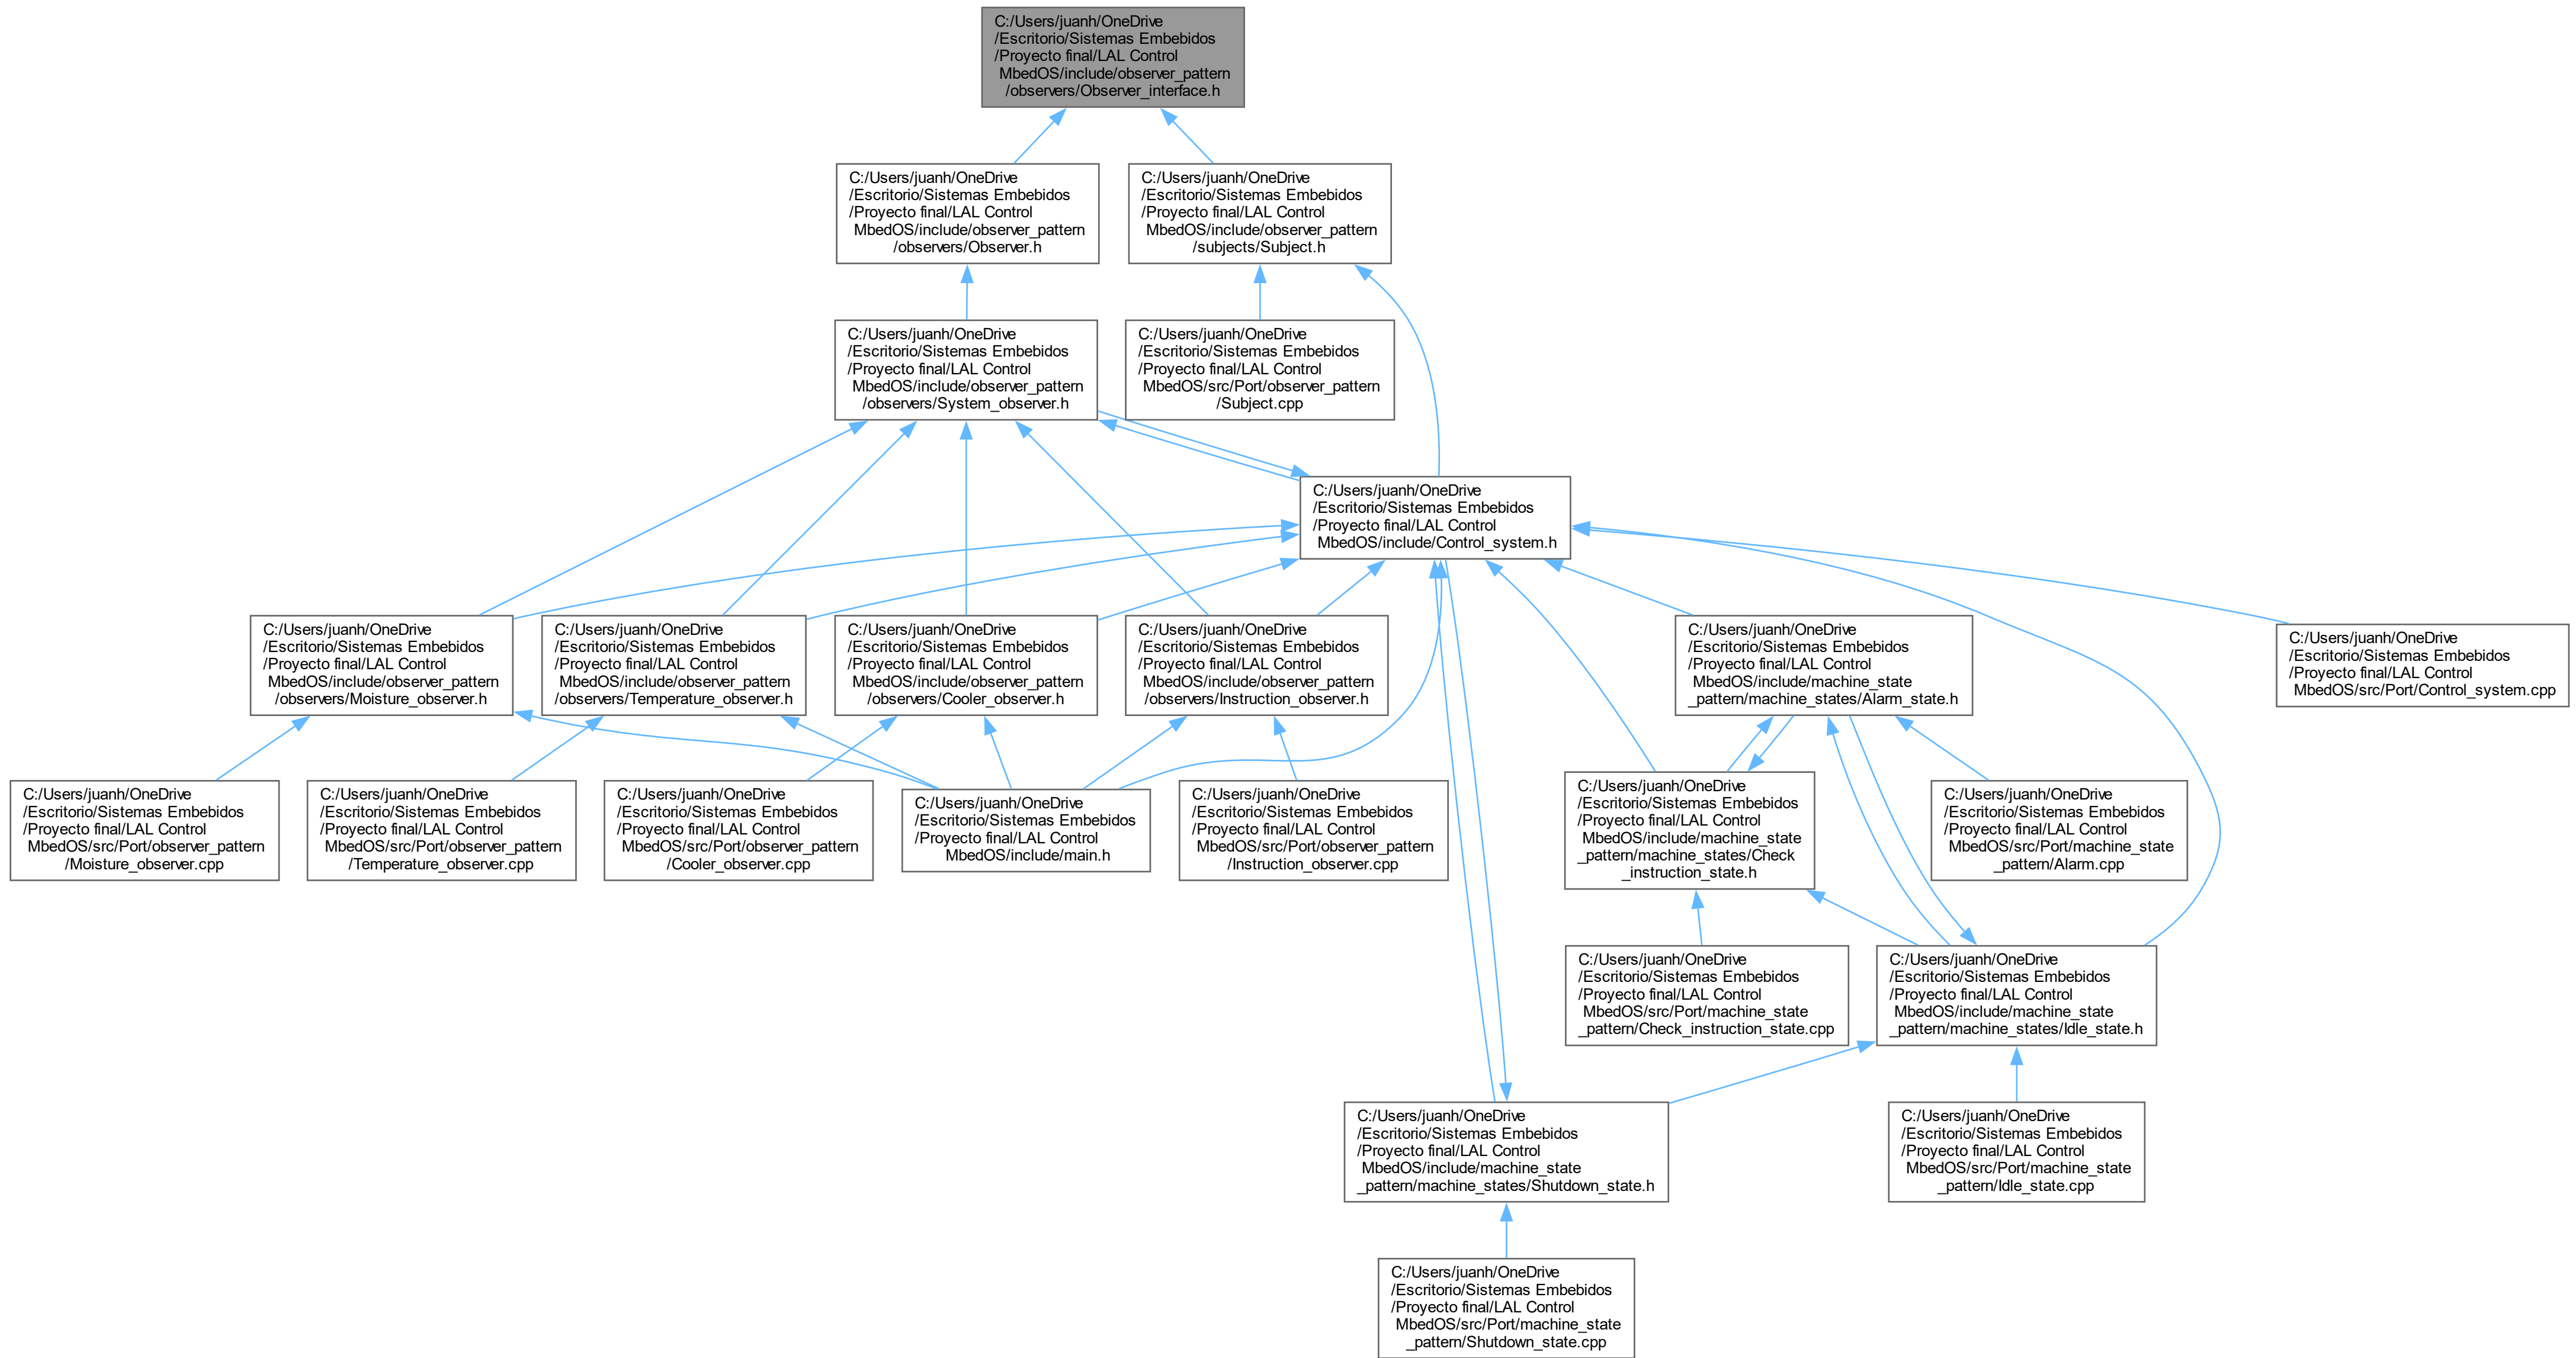 C:/Users/juanh/OneDrive
/Escritorio/Sistemas Embebidos
/Proyecto final/LAL Control
MbedOS/include/observer_pattern
/observers/Observer_interface.h
C:/Users/juanh/OneDrive
/Escritorio/Sistemas Embebidos
/Proyecto final/LAL Control
MbedOS/include/observer_pattern
/observers/Observer.h
C:/Users/juanh/OneDrive
/Escritorio/Sistemas Embebidos
/Proyecto final/LAL Control
MbedOS/include/observer_pattern
/subjects/Subject.h
C:/Users/juanh/OneDrive
/Escritorio/Sistemas Embebidos
/Proyecto final/LAL Control
MbedOS/include/observer_pattern
/observers/System_observer.h
C:/Users/juanh/OneDrive
/Escritorio/Sistemas Embebidos
/Proyecto final/LAL Control
MbedOS/src/Port/observer_pattern
/Subject.cpp
C:/Users/juanh/OneDrive
/Escritorio/Sistemas Embebidos
/Proyecto final/LAL Control
MbedOS/include/Control_system.h
C:/Users/juanh/OneDrive
/Escritorio/Sistemas Embebidos
/Proyecto final/LAL Control
MbedOS/include/observer_pattern
/observers/Moisture_observer.h
C:/Users/juanh/OneDrive
/Escritorio/Sistemas Embebidos
/Proyecto final/LAL Control
MbedOS/include/observer_pattern
/observers/Temperature_observer.h
C:/Users/juanh/OneDrive
/Escritorio/Sistemas Embebidos
/Proyecto final/LAL Control
MbedOS/include/observer_pattern
/observers/Cooler_observer.h
C:/Users/juanh/OneDrive
/Escritorio/Sistemas Embebidos
/Proyecto final/LAL Control
MbedOS/include/observer_pattern
/observers/Instruction_observer.h
C:/Users/juanh/OneDrive
/Escritorio/Sistemas Embebidos
/Proyecto final/LAL Control
MbedOS/include/machine_state
_pattern/machine_states/Alarm_state.h
C:/Users/juanh/OneDrive
/Escritorio/Sistemas Embebidos
/Proyecto final/LAL Control
MbedOS/src/Port/Control_system.cpp
C:/Users/juanh/OneDrive
/Escritorio/Sistemas Embebidos
/Proyecto final/LAL Control
MbedOS/src/Port/observer_pattern
/Moisture_observer.cpp
C:/Users/juanh/OneDrive
/Escritorio/Sistemas Embebidos
/Proyecto final/LAL Control
MbedOS/src/Port/observer_pattern
/Temperature_observer.cpp
C:/Users/juanh/OneDrive
/Escritorio/Sistemas Embebidos
/Proyecto final/LAL Control
MbedOS/src/Port/observer_pattern
/Cooler_observer.cpp
C:/Users/juanh/OneDrive
/Escritorio/Sistemas Embebidos
/Proyecto final/LAL Control
MbedOS/include/main.h
C:/Users/juanh/OneDrive
/Escritorio/Sistemas Embebidos
/Proyecto final/LAL Control
MbedOS/src/Port/observer_pattern
/Instruction_observer.cpp
C:/Users/juanh/OneDrive
/Escritorio/Sistemas Embebidos
/Proyecto final/LAL Control
MbedOS/include/machine_state
_pattern/machine_states/Check
_instruction_state.h
C:/Users/juanh/OneDrive
/Escritorio/Sistemas Embebidos
/Proyecto final/LAL Control
MbedOS/src/Port/machine_state
_pattern/Alarm.cpp
C:/Users/juanh/OneDrive
/Escritorio/Sistemas Embebidos
/Proyecto final/LAL Control
MbedOS/src/Port/machine_state
_pattern/Check_instruction_state.cpp
C:/Users/juanh/OneDrive
/Escritorio/Sistemas Embebidos
/Proyecto final/LAL Control
MbedOS/include/machine_state
_pattern/machine_states/Idle_state.h
C:/Users/juanh/OneDrive
/Escritorio/Sistemas Embebidos
/Proyecto final/LAL Control
MbedOS/include/machine_state
_pattern/machine_states/Shutdown_state.h
C:/Users/juanh/OneDrive
/Escritorio/Sistemas Embebidos
/Proyecto final/LAL Control
MbedOS/src/Port/machine_state
_pattern/Idle_state.cpp
C:/Users/juanh/OneDrive
/Escritorio/Sistemas Embebidos
/Proyecto final/LAL Control
MbedOS/src/Port/machine_state
_pattern/Shutdown_state.cpp